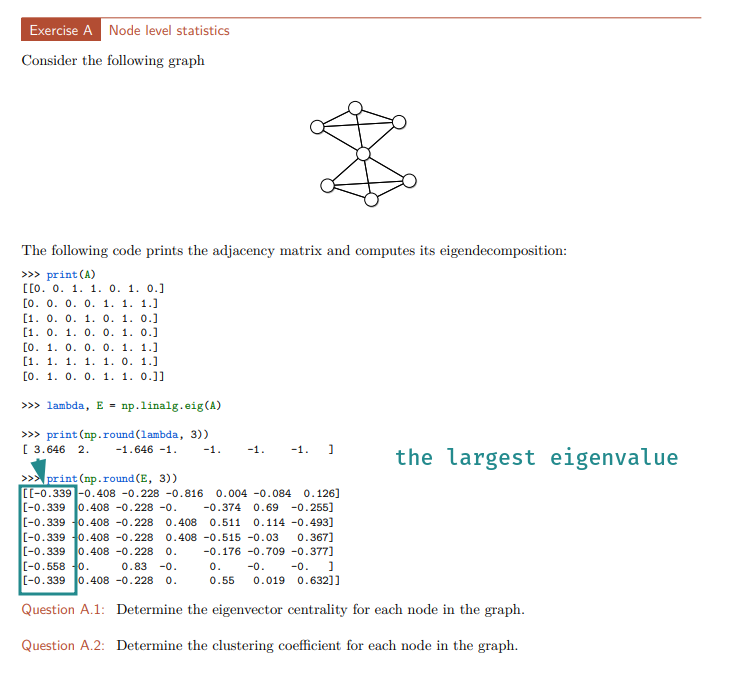 Exercise A Node level statistics
Consider the following graph
The following code prints the adjacency matrix and computes its eigendecomposition:
>>> print(A)
[[0. 0. 1. 1. 0. 1. 0.]
[0. 0. 0. 0. 1. 1. 1.]
[1. 0. 0. 1. 0. 1. 0.]
[1. 0. 1. 0. 0. 1. 0.]
[0. 1. 0. 0. 0. 1. 1.]
[1. 1. 1. 1. 1. 0. 1.]
[0. 1. 0. 0. 1. 1. 0.]]
>>> lambda, E = np.linalg.eig(A)
>>> print(np.round(lambda, 3))
[ 3.646 2. -1.646 -1. -1. -1. -1. ]
the largest eigenvalue
>>> print(np.round(E, 3))
[[-0.339 -0.408 -0.228 -0.816 0.004 -0.084 0.126]
[-0.339 0.408 -0.228 -0. -0.374 0.69 -0.255]
[-0.339 -0.408 -0.228 0.408 0.511 0.114 -0.493]
[-0.339 -0.408 -0.228 0.408 -0.515 -0.03 0.367]
[-0.339 0.408 -0.228 0. -0.176 -0.709 -0.377]
[-0.558 -0. 0.83 -0. 0. -0. -0. ]
[-0.339 0.408 -0.228 0. 0.55 0.019 0.632]]
Question A.1: Determine the eigenvector centrality for each node in the graph.
Question A.2: Determine the clustering coefficient for each node in the graph.